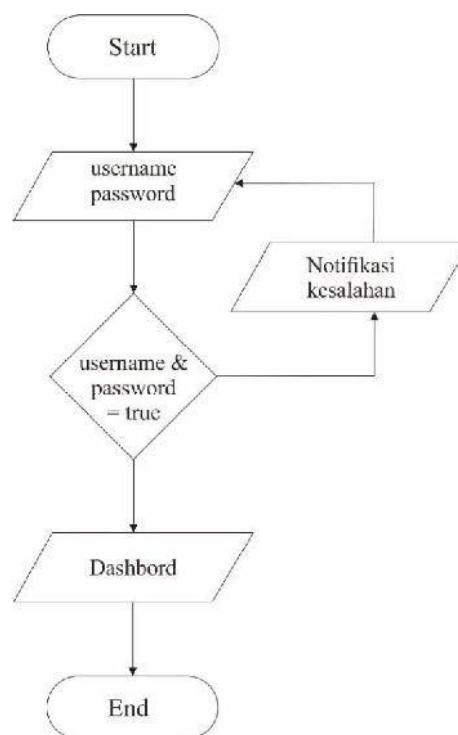 Start
username
password
Notifikasi
kesalahan
username &
password
= true
Dashbord
End